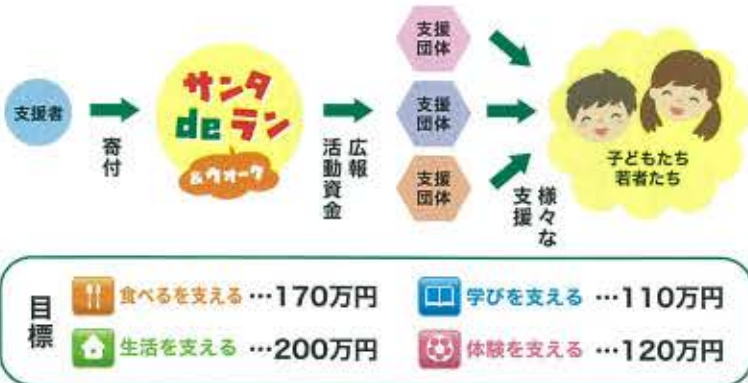 支援者
寄付
サンタ
de ラン
&ウオーク
広報
活動資金
支援
団体
支援
団体
支援
団体
様々な
支援
子どもたち
若者たち
目標
食べるを支える …170万円
学びを支える …110万円
生活を支える …200万円
体験を支える …120万円